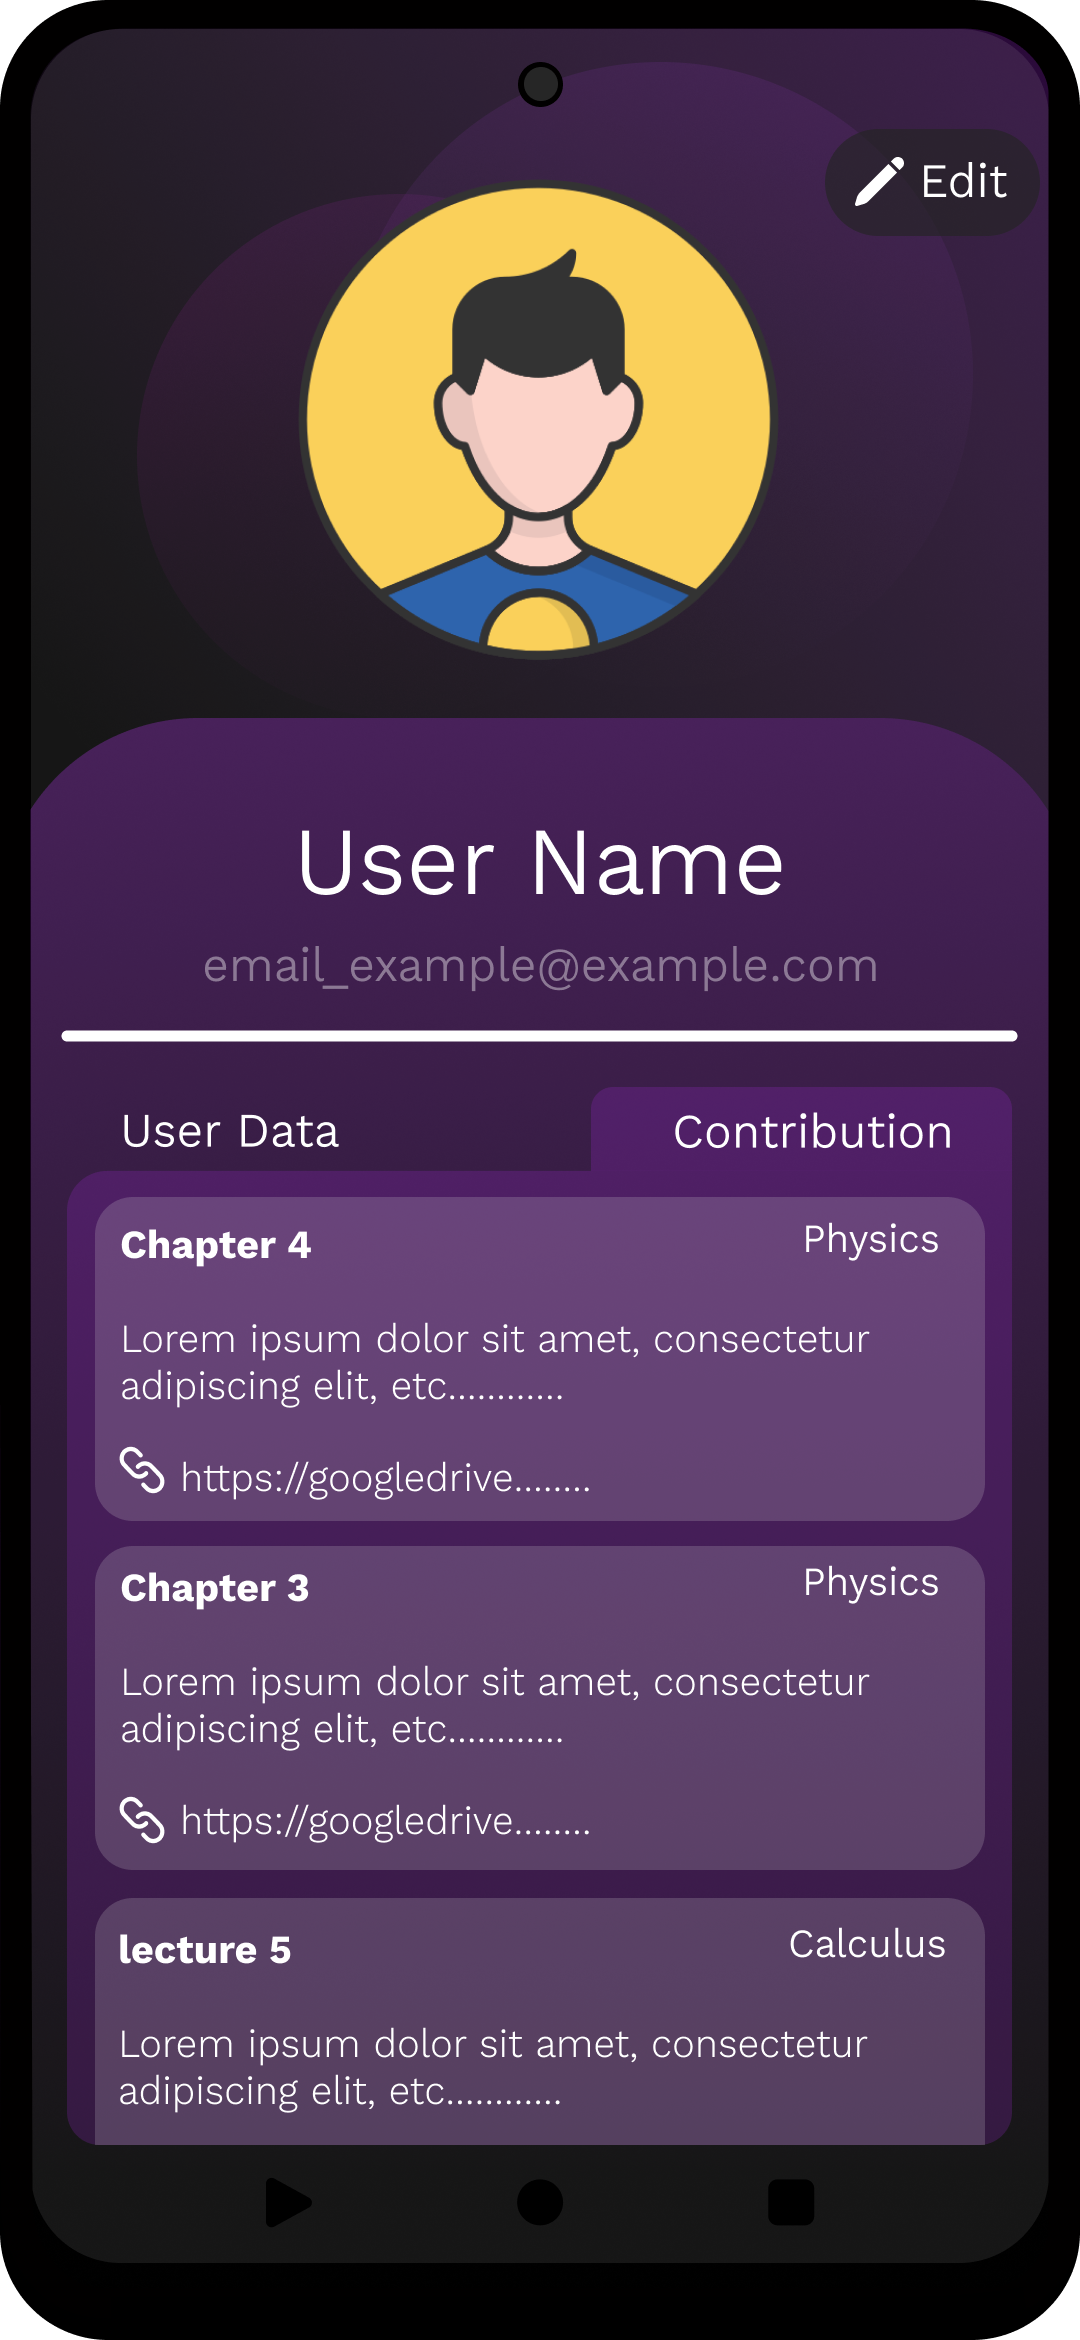 Edit
User Name
email_example@example.com
User Data
Contribution
Chapter 4
Physics
Lorem ipsum dolor sit amet, consectetur
adipiscing elit, etc............
https://googledrive........
Chapter 3
Physics
Lorem ipsum dolor sit amet, consectetur
adipiscing elit, etc............
https://googledrive........
lecture 5
Calculus
Lorem ipsum dolor sit amet, consectetur
adipiscing elit, etc............